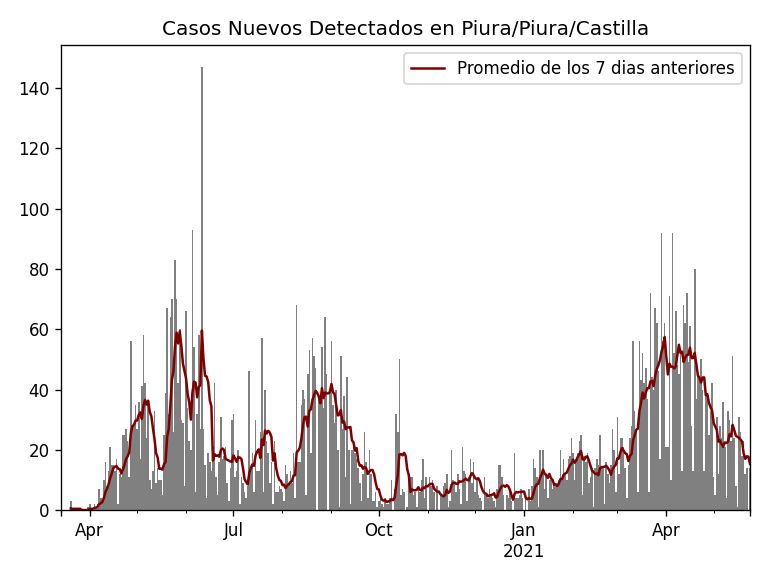 Casos Nuevos Detectados en Piura/Piura/Castilla
Promedio de los 7 dias anteriores
140
120
100
80
60
40
20
0
Apr
Jul
Oct
Jan
2021
Apr